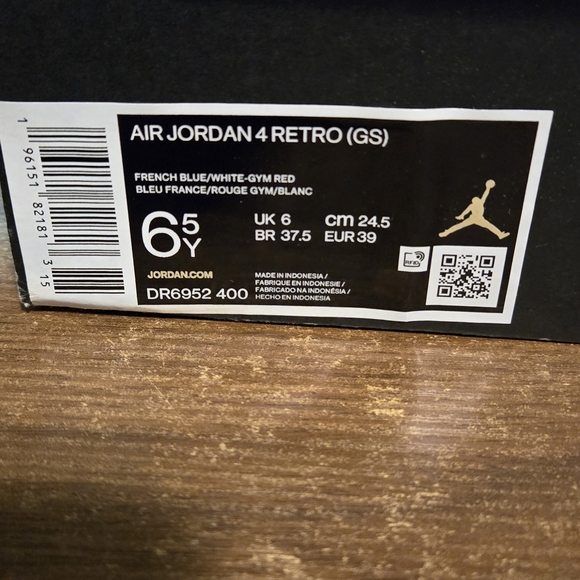 AIR JORDAN 4 RETRO (GS)
FRENCH BLUE/WHITE-GYM RED
BLEU FRANCE/ROUGE GYM/BLANC
6 5Y
UK 6 cm 24.5
BR 37.5 EUR 39
JORDAN.COM
DR6952 400
MADE IN INDONESIA/
FABRIQUE EN INDONESIE/
FABRICADO NA INDONÉSIA/
HECHO EN INDONESIA
RFID
1 96151 82181 3 15